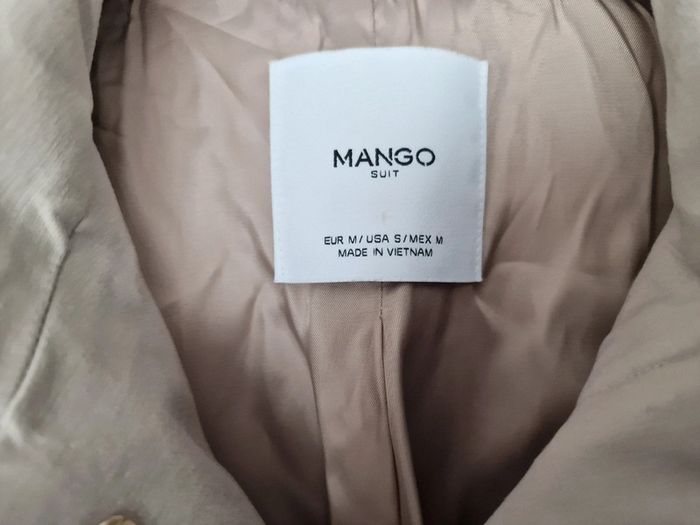 MANGO
SUIT
EUR M/USA S/MEX M
MADE IN VIETNAM